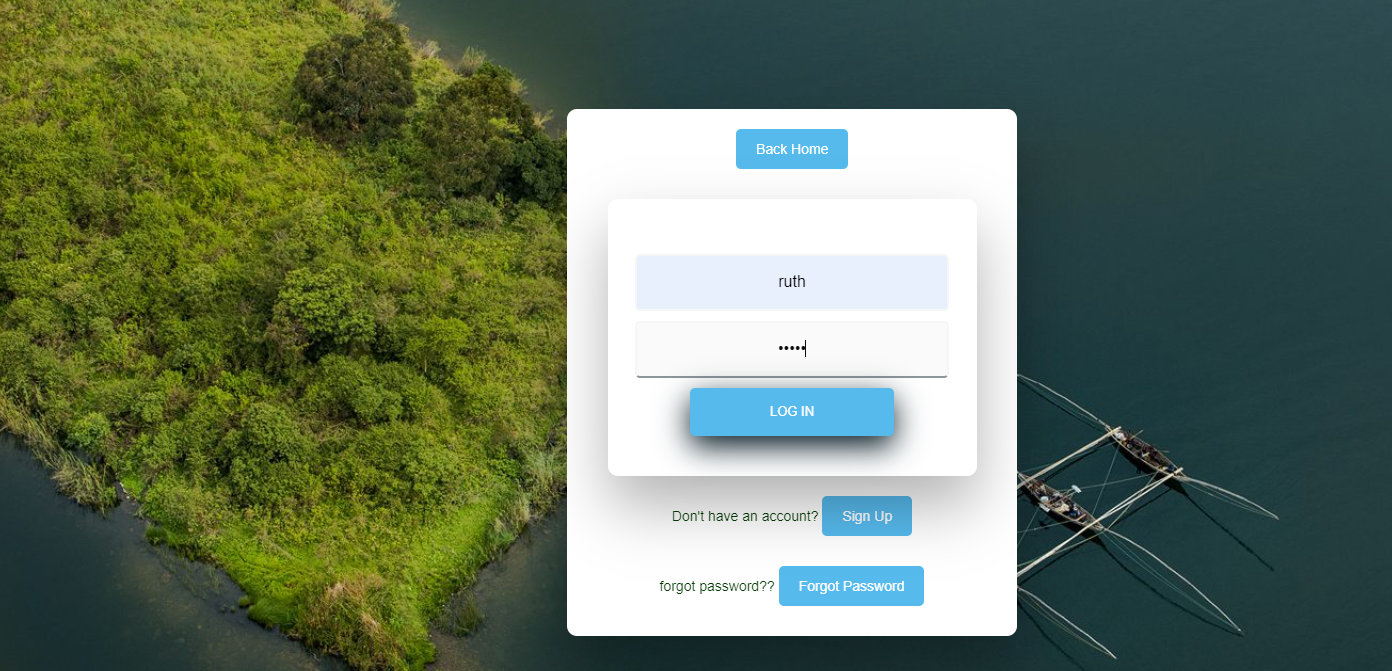 Back Home
ruth
•••••
LOG IN
Don't have an account? Sign Up
forgot password?? Forgot Password